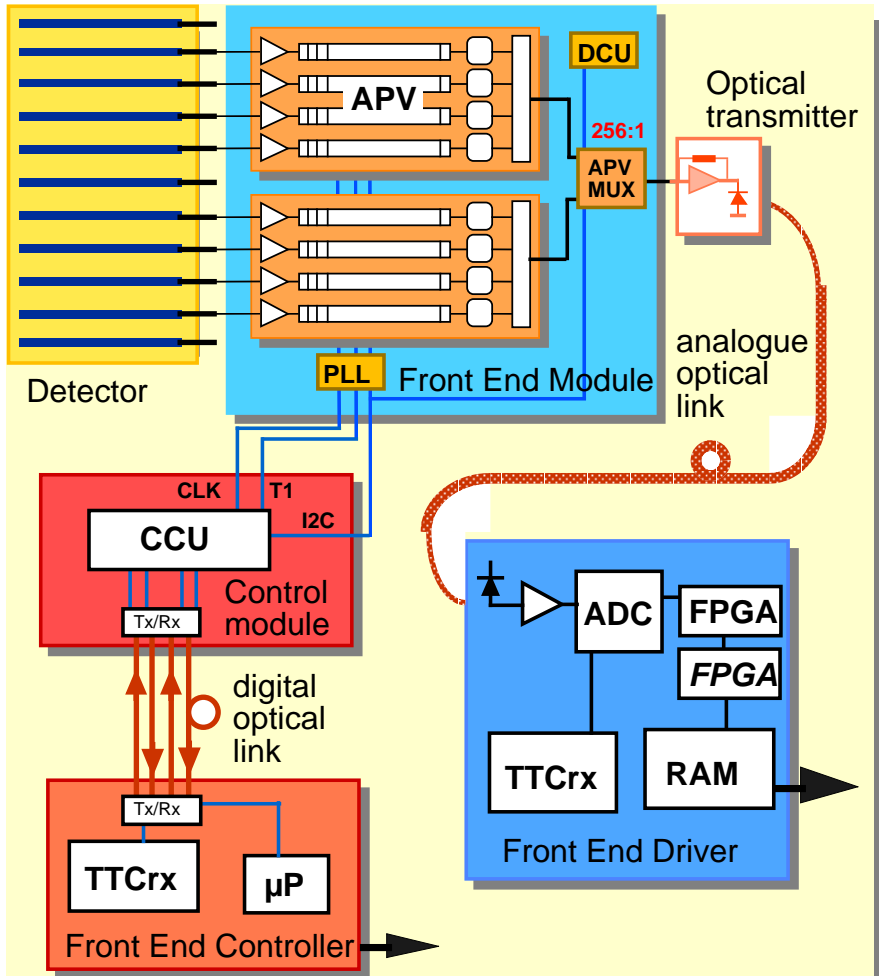 DCU
APV
Optical
transmitter
256:1
APV
MUX
PLL
Front End Module
Detector
analogue
optical
link
CLK
T1
I2C
CCU
Control
module
Tx/Rx
ADC
FPGA
FPGA
digital
optical
link
TTCrx
RAM
Tx/Rx
Front End Driver
TTCrx
µP
Front End Controller